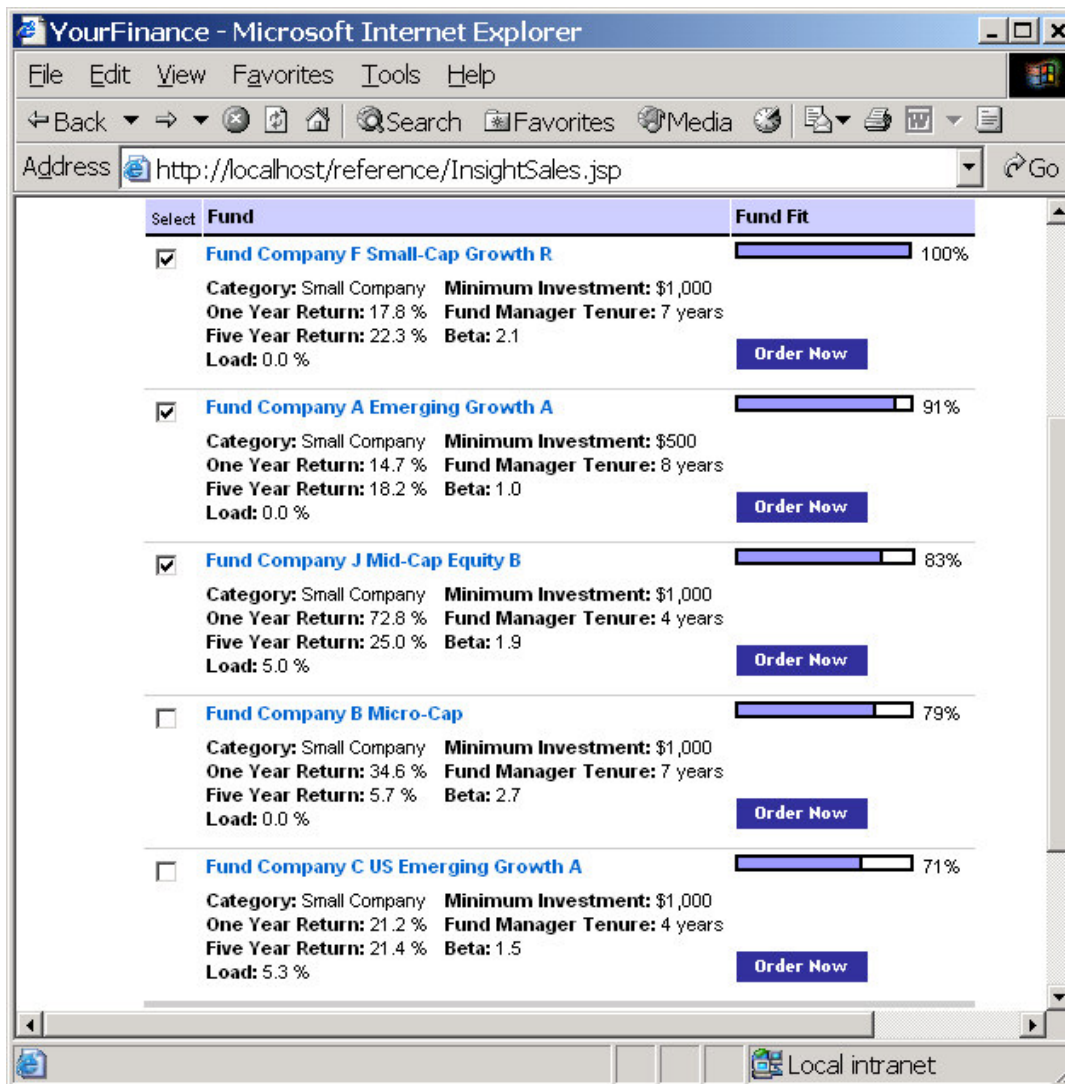 YourFinance - Microsoft Internet Explorer
File Edit View Favorites Tools Help
Back Search Favorites Media
Address http://localhost/reference/InsightSales.jsp Go
Select Fund Fund Fit
Fund Company F Small-Cap Growth R 100%
Category: Small Company Minimum Investment: $1,000
One Year Return: 17.8 % Fund Manager Tenure: 7 years
Five Year Return: 22.3 % Beta: 2.1
Load: 0.0 % Order Now
Fund Company A Emerging Growth A 91%
Category: Small Company Minimum Investment: $500
One Year Return: 14.7 % Fund Manager Tenure: 8 years
Five Year Return: 18.2 % Beta: 1.0
Load: 0.0 % Order Now
Fund Company J Mid-Cap Equity B 83%
Category: Small Company Minimum Investment: $1,000
One Year Return: 72.8 % Fund Manager Tenure: 4 years
Five Year Return: 25.0 % Beta: 1.9
Load: 5.0 % Order Now
Fund Company B Micro-Cap 79%
Category: Small Company Minimum Investment: $1,000
One Year Return: 34.6 % Fund Manager Tenure: 7 years
Five Year Return: 5.7 % Beta: 2.7
Load: 0.0 % Order Now
Fund Company C US Emerging Growth A 71%
Category: Small Company Minimum Investment: $1,000
One Year Return: 21.2 % Fund Manager Tenure: 4 years
Five Year Return: 21.4 % Beta: 1.5
Load: 5.3 % Order Now
Local intranet